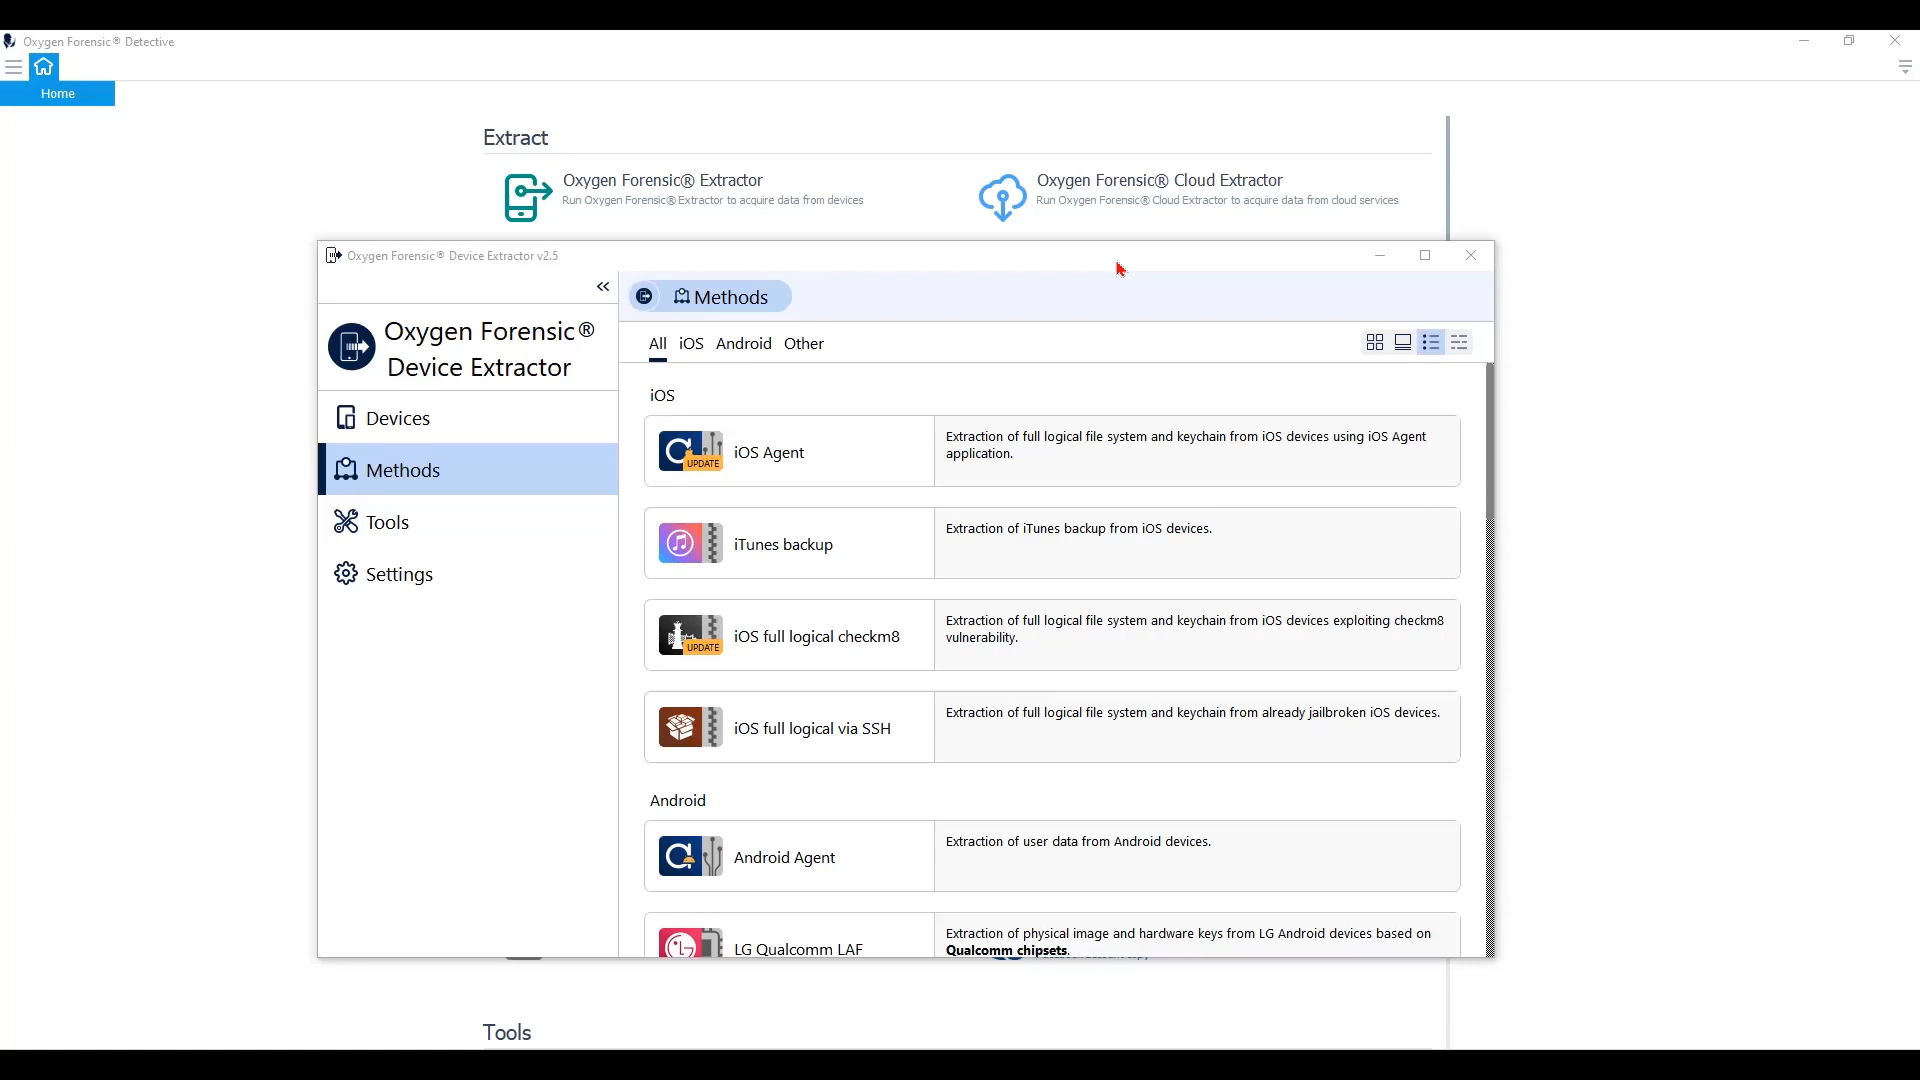 Oxygen Forensic® Detective
Home
Extract
Oxygen Forensic® Extractor
Run Oxygen Forensic® Extractor to acquire data from devices
Oxygen Forensic® Cloud Extractor
Run Oxygen Forensic® Cloud Extractor to acquire data from cloud services
Oxygen Forensic® Device Extractor v2.5
Oxygen Forensic®
Device Extractor
Devices
Methods
Tools
Settings
Methods
All iOS Android Other
iOS
UPDATE
iOS Agent
Extraction of full logical file system and keychain from iOS devices using iOS Agent
application.
iTunes backup
Extraction of iTunes backup from iOS devices.
UPDATE
iOS full logical checkm8
Extraction of full logical file system and keychain from iOS devices exploiting checkm8
vulnerability.
iOS full logical via SSH
Extraction of full logical file system and keychain from already jailbroken iOS devices.
Android
Android Agent
Extraction of user data from Android devices.
LG Qualcomm LAF
Extraction of physical image and hardware keys from LG Android devices based on
Qualcomm chipsets.
Tools